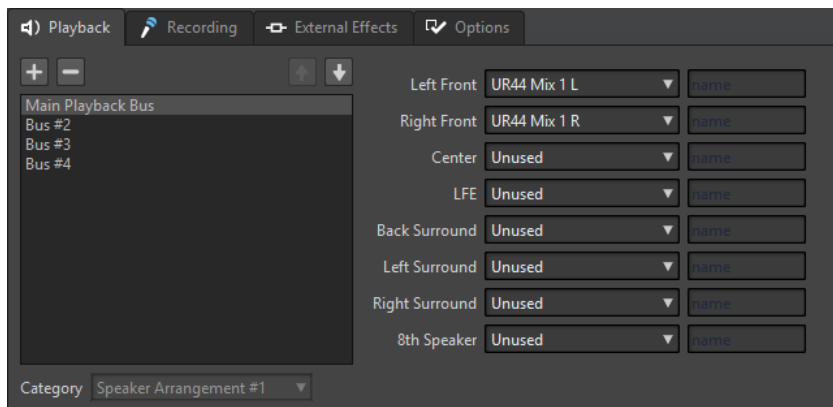 Playback Recording External Effects Options
Main Playback Bus
Bus #2
Bus #3
Bus #4
Category Speaker Arrangement #1
Left Front UR44 Mix 1 L name
Right Front UR44 Mix 1 R name
Center Unused name
LFE Unused name
Back Surround Unused name
Left Surround Unused name
Right Surround Unused name
8th Speaker Unused name